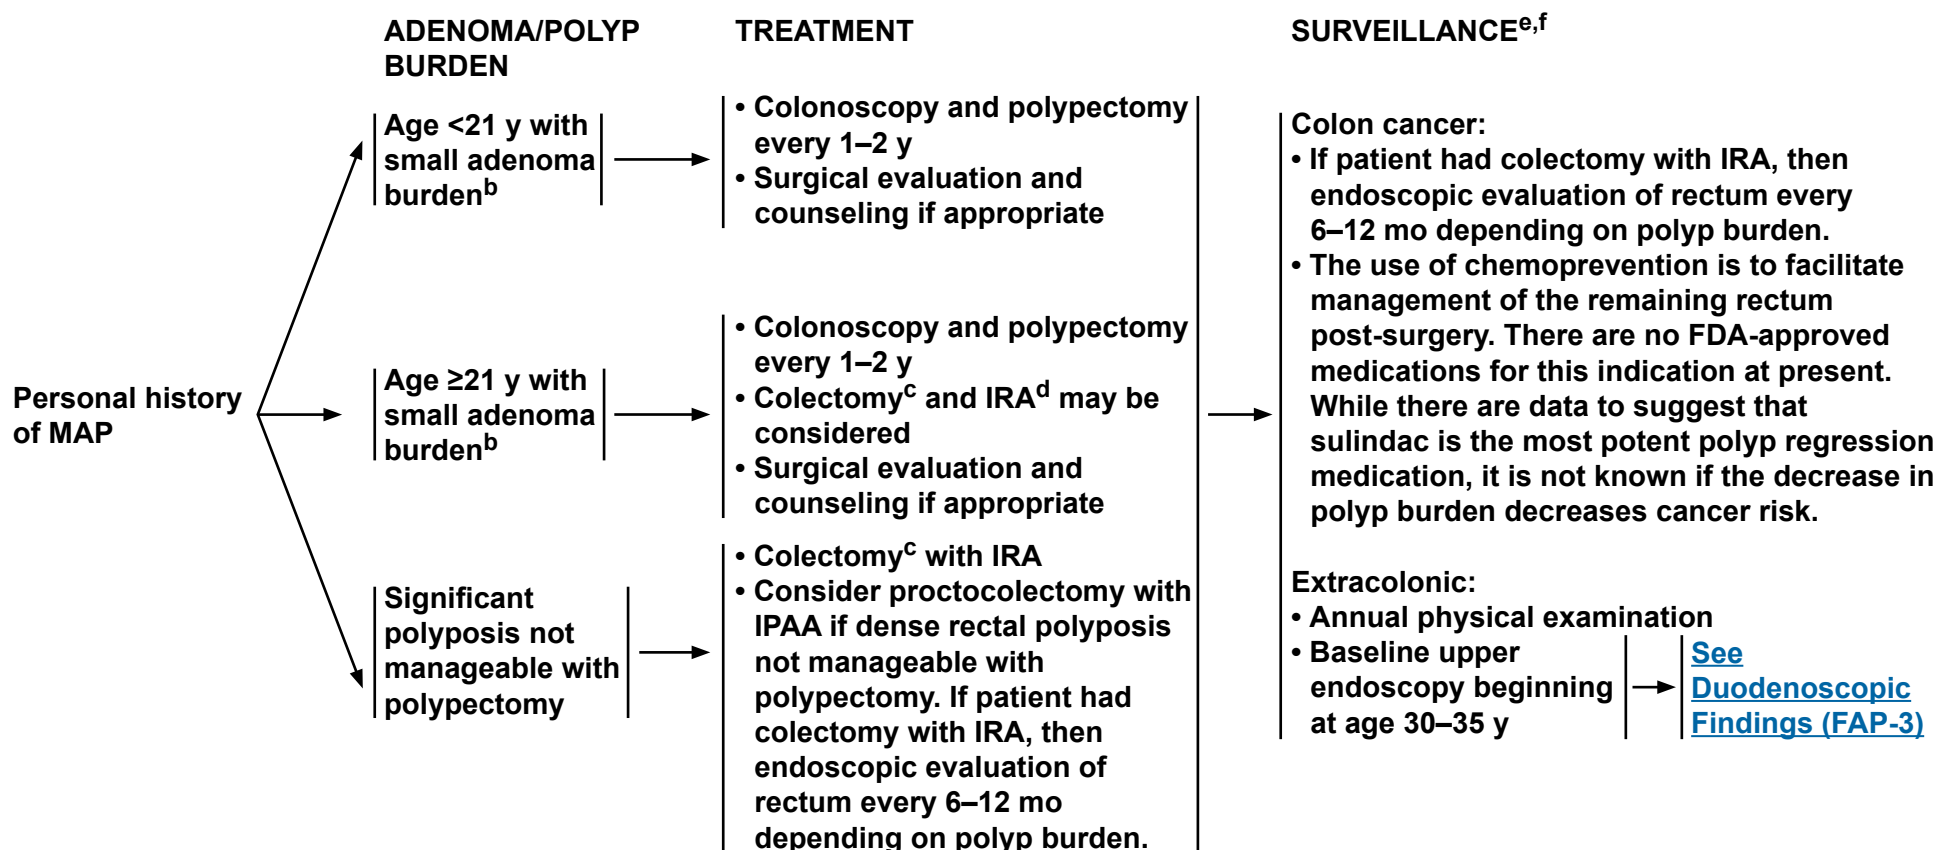 ADENOMA/POLYP
BURDEN
TREATMENT
SURVEILLANCEe,f
Personal history
of MAP
Age <21 y with
small adenoma
burdenb
• Colonoscopy and polypectomy
every 1–2 y
• Surgical evaluation and
counseling if appropriate
Age ≥21 y with
small adenoma
burdenb
• Colonoscopy and polypectomy
every 1–2 y
• Colectomyc and IRAd may be
considered
• Surgical evaluation and
counseling if appropriate
Significant
polyposis not
manageable with
polypectomy
• Colectomyc with IRA
• Consider proctocolectomy with
IPAA if dense rectal polyposis
not manageable with
polypectomy. If patient had
colectomy with IRA, then
endoscopic evaluation of
rectum every 6–12 mo
depending on polyp burden.
Colon cancer:
• If patient had colectomy with IRA, then
endoscopic evaluation of rectum every
6–12 mo depending on polyp burden.
• The use of chemoprevention is to facilitate
management of the remaining rectum
post-surgery. There are no FDA-approved
medications for this indication at present.
While there are data to suggest that
sulindac is the most potent polyp regression
medication, it is not known if the decrease in
polyp burden decreases cancer risk.
Extracolonic:
• Annual physical examination
• Baseline upper
endoscopy beginning
at age 30–35 y
See
Duodenoscopic
Findings (FAP-3)